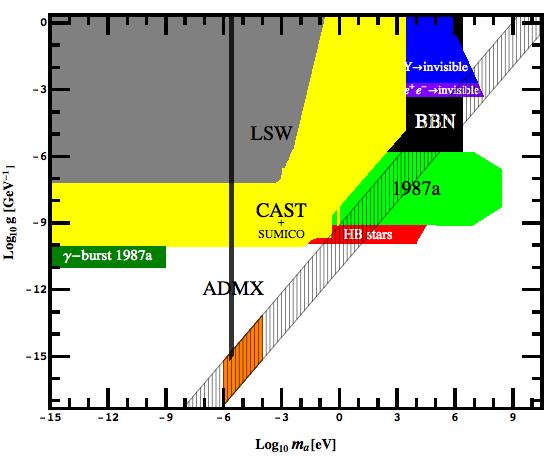 0
-3
-6
-9
-12
-15
Log10 g [GeV-1]
LSW
CAST
+
SUMICO
ADMX
γ-burst 1987a
Y→invisible
e+e-→invisible
BBN
1987a
HB stars
-15
-12
-9
-6
-3
0
3
6
9
Log10 ma[eV]